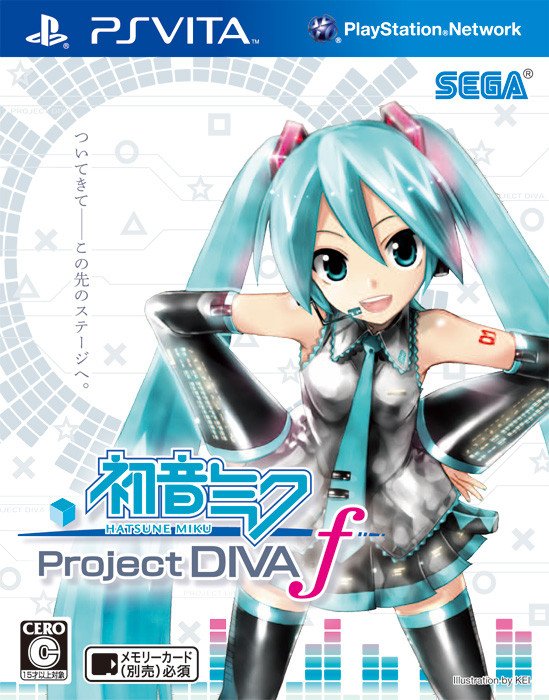 PSVITA
PlayStation®Network
SEGA
ついてきて――この先のステージへ。
01
初音ミク
HATSUNE MIKU
Project DIVA f
CERO
C
15才以上対象
メモリーカード
(別売)必須
Illustration by KEI